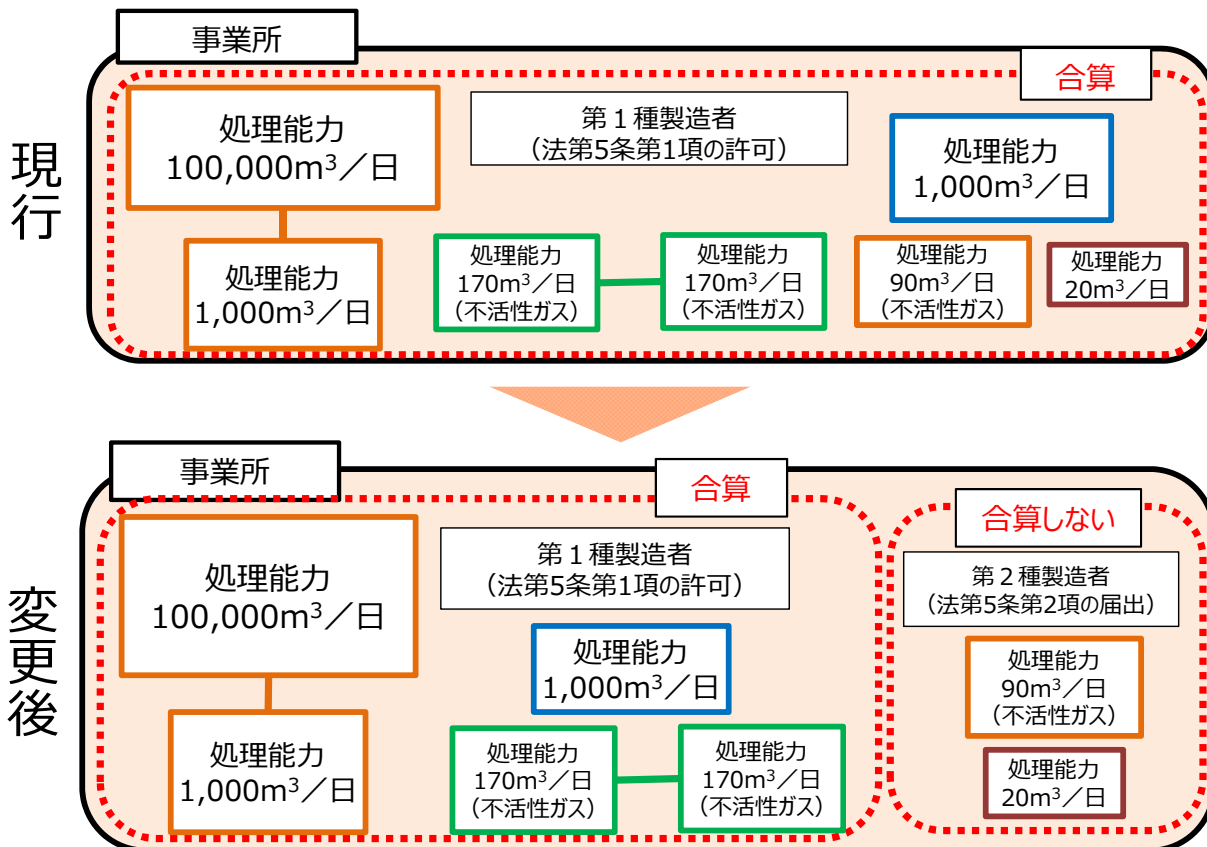 現行
事業所
合算
処理能力
100,000m³／日
第１種製造者
（法第5条第1項の許可）
処理能力
1,000m³／日
処理能力
1,000m³／日
処理能力
170m³／日
（不活性ガス）
処理能力
170m³／日
（不活性ガス）
処理能力
90m³／日
（不活性ガス）
処理能力
20m³／日
変更後
事業所
合算
合算しない
処理能力
100,000m³／日
第１種製造者
（法第5条第1項の許可）
第２種製造者
（法第5条第2項の届出）
処理能力
1,000m³／日
処理能力
90m³／日
（不活性ガス）
処理能力
1,000m³／日
処理能力
170m³／日
（不活性ガス）
処理能力
170m³／日
（不活性ガス）
処理能力
20m³／日